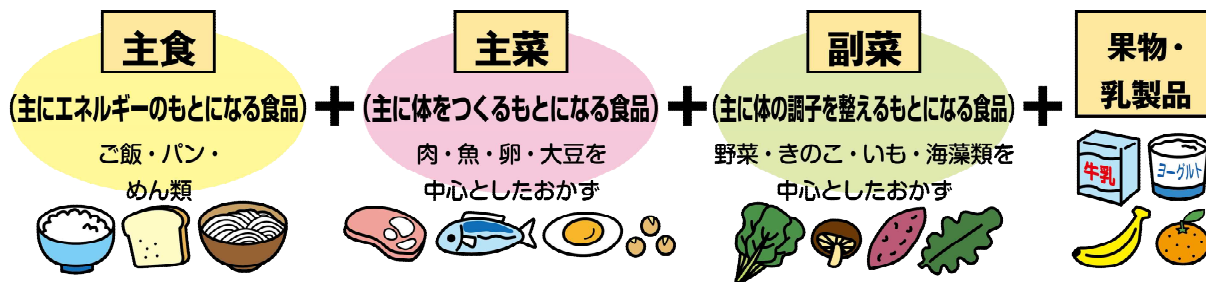 主食
(主にエネルギーのもとになる食品)
ご飯・パン・
めん類
+
主菜
(主に体をつくるもとになる食品)
肉・魚・卵・大豆を
中心としたおかず
+
副菜
(主に体の調子を整えるもとになる食品)
野菜・きのこ・いも・海藻類を
中心としたおかず
+
果物・
乳製品
牛乳
ヨーグルト